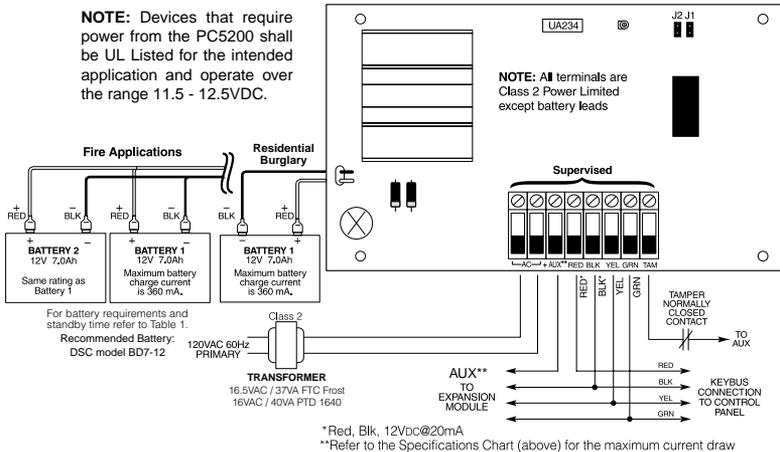 NOTE: Devices that require
power from the PC5200 shall
be UL Listed for the intended
application and operate over
the range 11.5 - 12.5VDC.
UA234
J2 J1
NOTE: All terminals are
Class 2 Power Limited
except battery leads
Fire Applications
Residential
Burglary
Supervised
+ RED
– BLK
+ RED
– BLK
– BLK
+ RED
+ –
BATTERY 2
12V 7.0Ah
Same rating as
Battery 1
+ –
BATTERY 1
12V 7.0Ah
Maximum battery
charge current
is 360 mA.
– +
BATTERY 1
12V 7.0Ah
Maximum battery
charge current
is 360 mA.
AC + AUX** RED BLK YEL GRN TAM
RED*
BLK*
YEL
GRN
For battery requirements and
standby time refer to Table 1.
Recommended Battery:
DSC model BD7-12
Class 2
120VAC 60Hz
PRIMARY
TRANSFORMER
16.5VAC / 37VA FTC Frost
16VAC / 40VA PTD 1640
TAMPER
NORMALLY
CLOSED
CONTACT
TO
AUX
AUX**
TO
EXPANSION
MODULE
RED
BLK
YEL
GRN
KEYBUS
CONNECTION
TO CONTROL
PANEL
*Red, Blk, 12VDC@20mA
**Refer to the Specifications Chart (above) for the maximum current draw